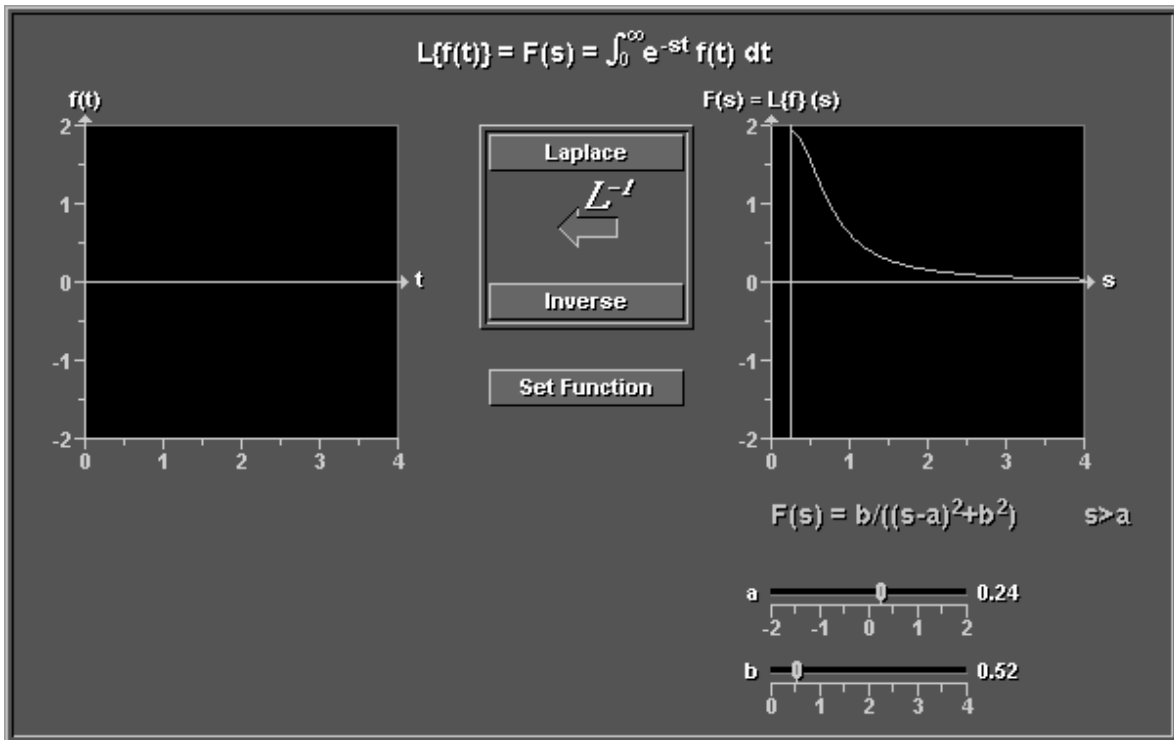 L{f(t)} = F(s) = ∫₀^∞ e^-st f(t) dt
f(t)
2
1
0
-1
-2
0 1 2 3 4
t
Laplace
L⁻¹
Inverse
Set Function
F(s) = L{f} (s)
2
1
0
-1
-2
0 1 2 3 4
s
F(s) = b/((s-a)²+b²) s>a
a 0.24
-2 -1 0 1 2
b 0.52
0 1 2 3 4